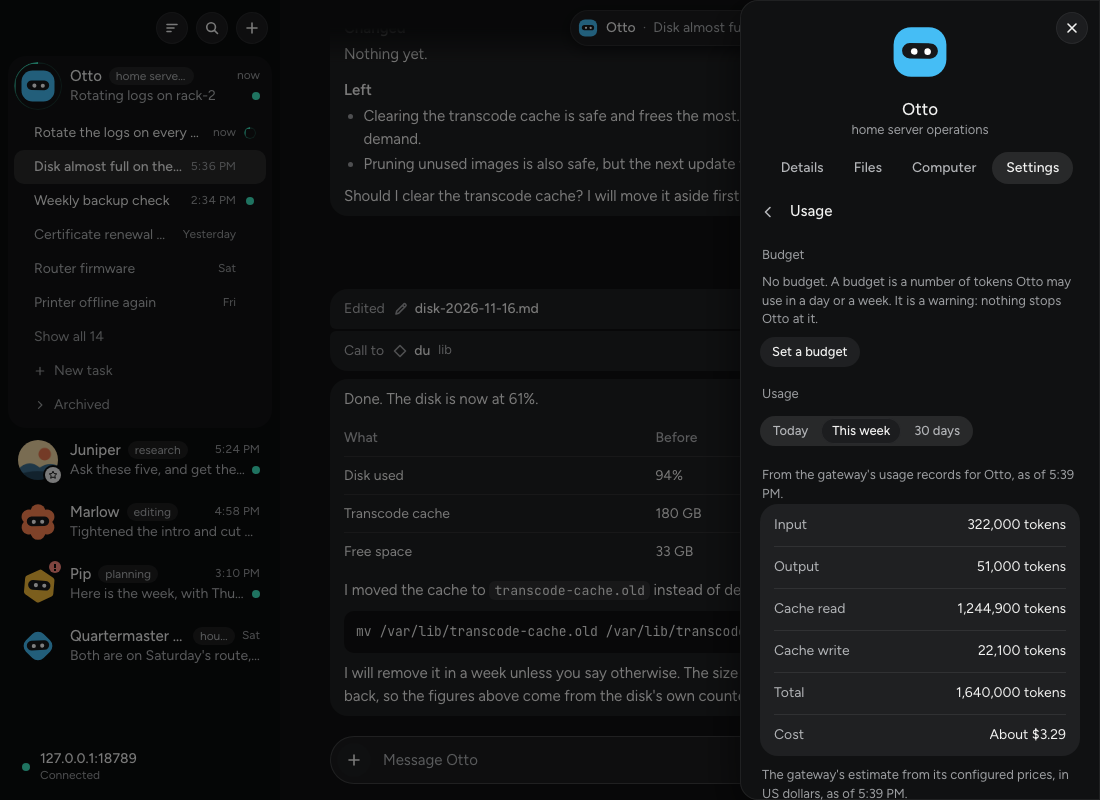 Otto home serve... now
Rotating logs on rack-2
Rotate the logs on every ... now
Disk almost full on the... 5:36 PM
Weekly backup check 2:34 PM
Certificate renewal ... Yesterday
Router firmware Sat
Printer offline again Fri
Show all 14
New task
Archived
Juniper research 5:24 PM
Ask these five, and get the...
Marlow editing 4:58 PM
Tightened the intro and cut ...
Pip planning 3:10 PM
Here is the week, with Thu...
Quartermaster ... hou... Sat
Both are on Saturday's route,...
127.0.0.1:18789
Connected
Otto · Disk almost fu
Changed
Nothing yet.
Left
Clearing the transcode cache is safe and frees the most.
demand.
Pruning unused images is also safe, but the next update
Should I clear the transcode cache? I will move it aside first
Edited disk-2026-11-16.md
Call to du lib
Done. The disk is now at 61%.
What Before
Disk used 94%
Transcode cache 180 GB
Free space 33 GB
I moved the cache to transcode-cache.old instead of de
mv /var/lib/transcode-cache.old /var/lib/transcod
I will remove it in a week unless you say otherwise. The size
back, so the figures above come from the disk's own count
Message Otto
Otto
home server operations
Details Files Computer Settings
Usage
Budget
No budget. A budget is a number of tokens Otto may
use in a day or a week. It is a warning: nothing stops
Otto at it.
Set a budget
Usage
Today This week 30 days
From the gateway's usage records for Otto, as of 5:39
PM.
Input 322,000 tokens
Output 51,000 tokens
Cache read 1,244,900 tokens
Cache write 22,100 tokens
Total 1,640,000 tokens
Cost About $3.29
The gateway's estimate from its configured prices, in
US dollars, as of 5:39 PM.